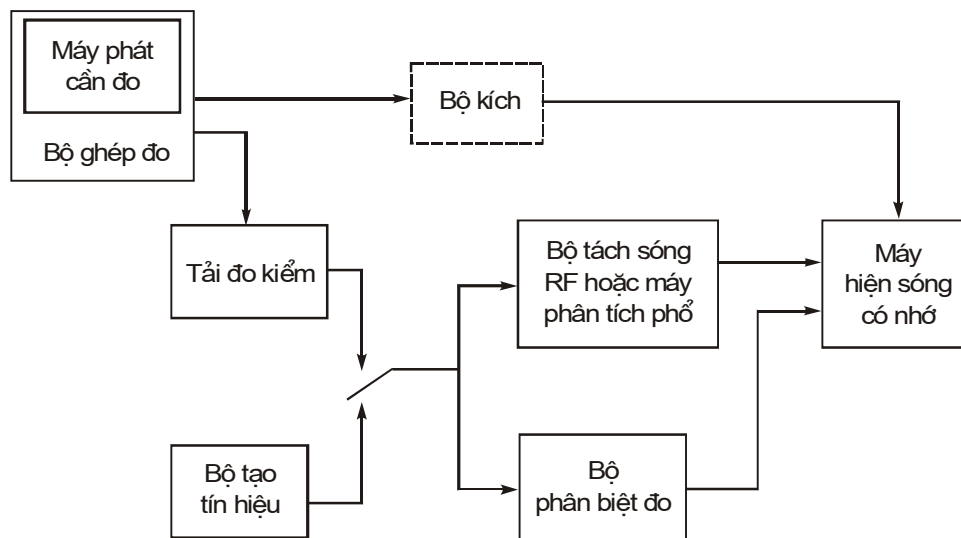 Máy phát
cần đo
Bộ ghép đo
Bộ kích
Tải đo kiểm
Bộ tách sóng
RF hoặc máy
phân tích phổ
Máy
hiện sóng
có nhớ
Bộ tạo
tín hiệu
Bộ
phân biệt đo